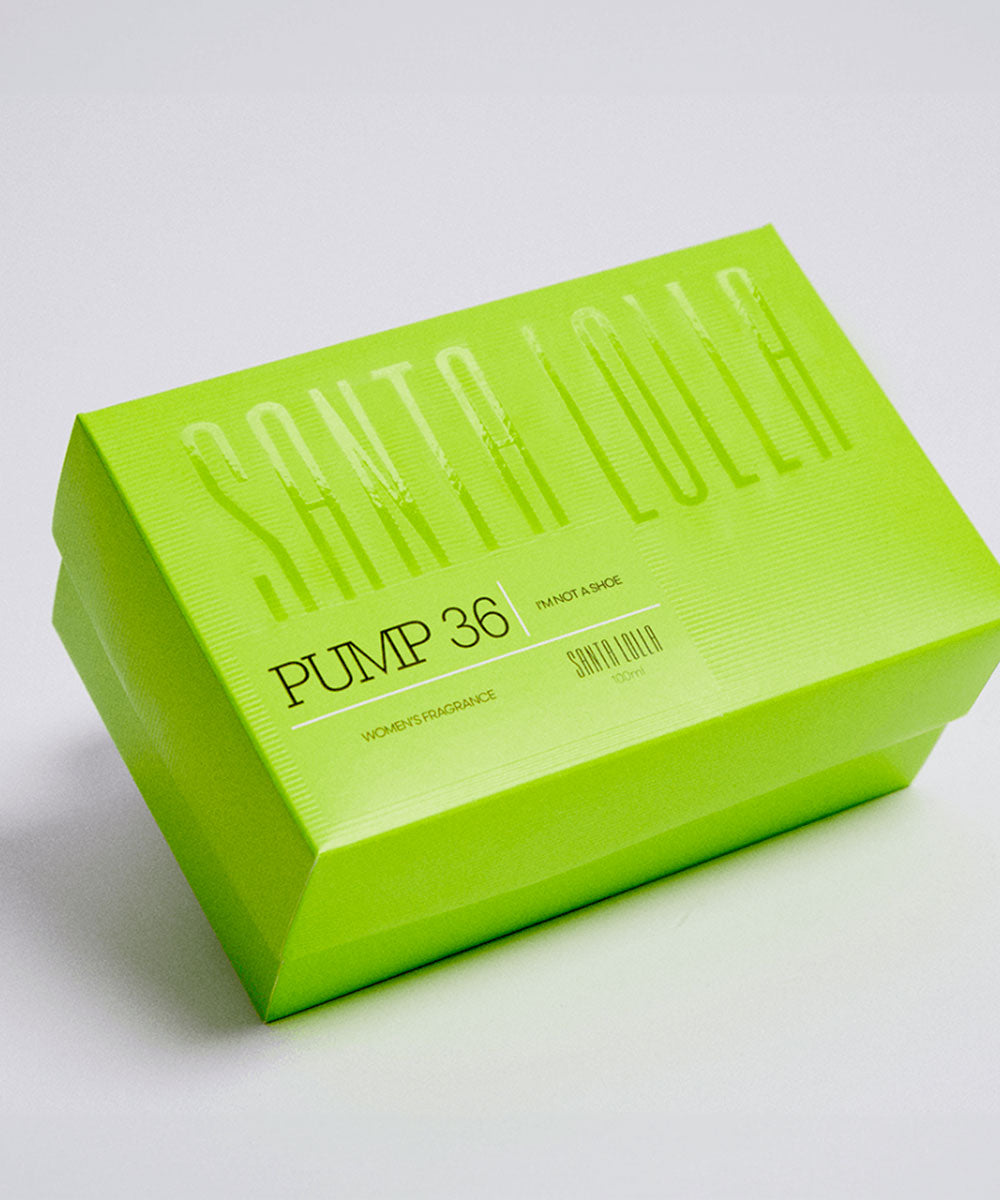 SANTA LOLLA
PUMP 36
I'M NOT A SHOE
WOMEN'S FRAGRANCE
SANTA LOLLA
100ml